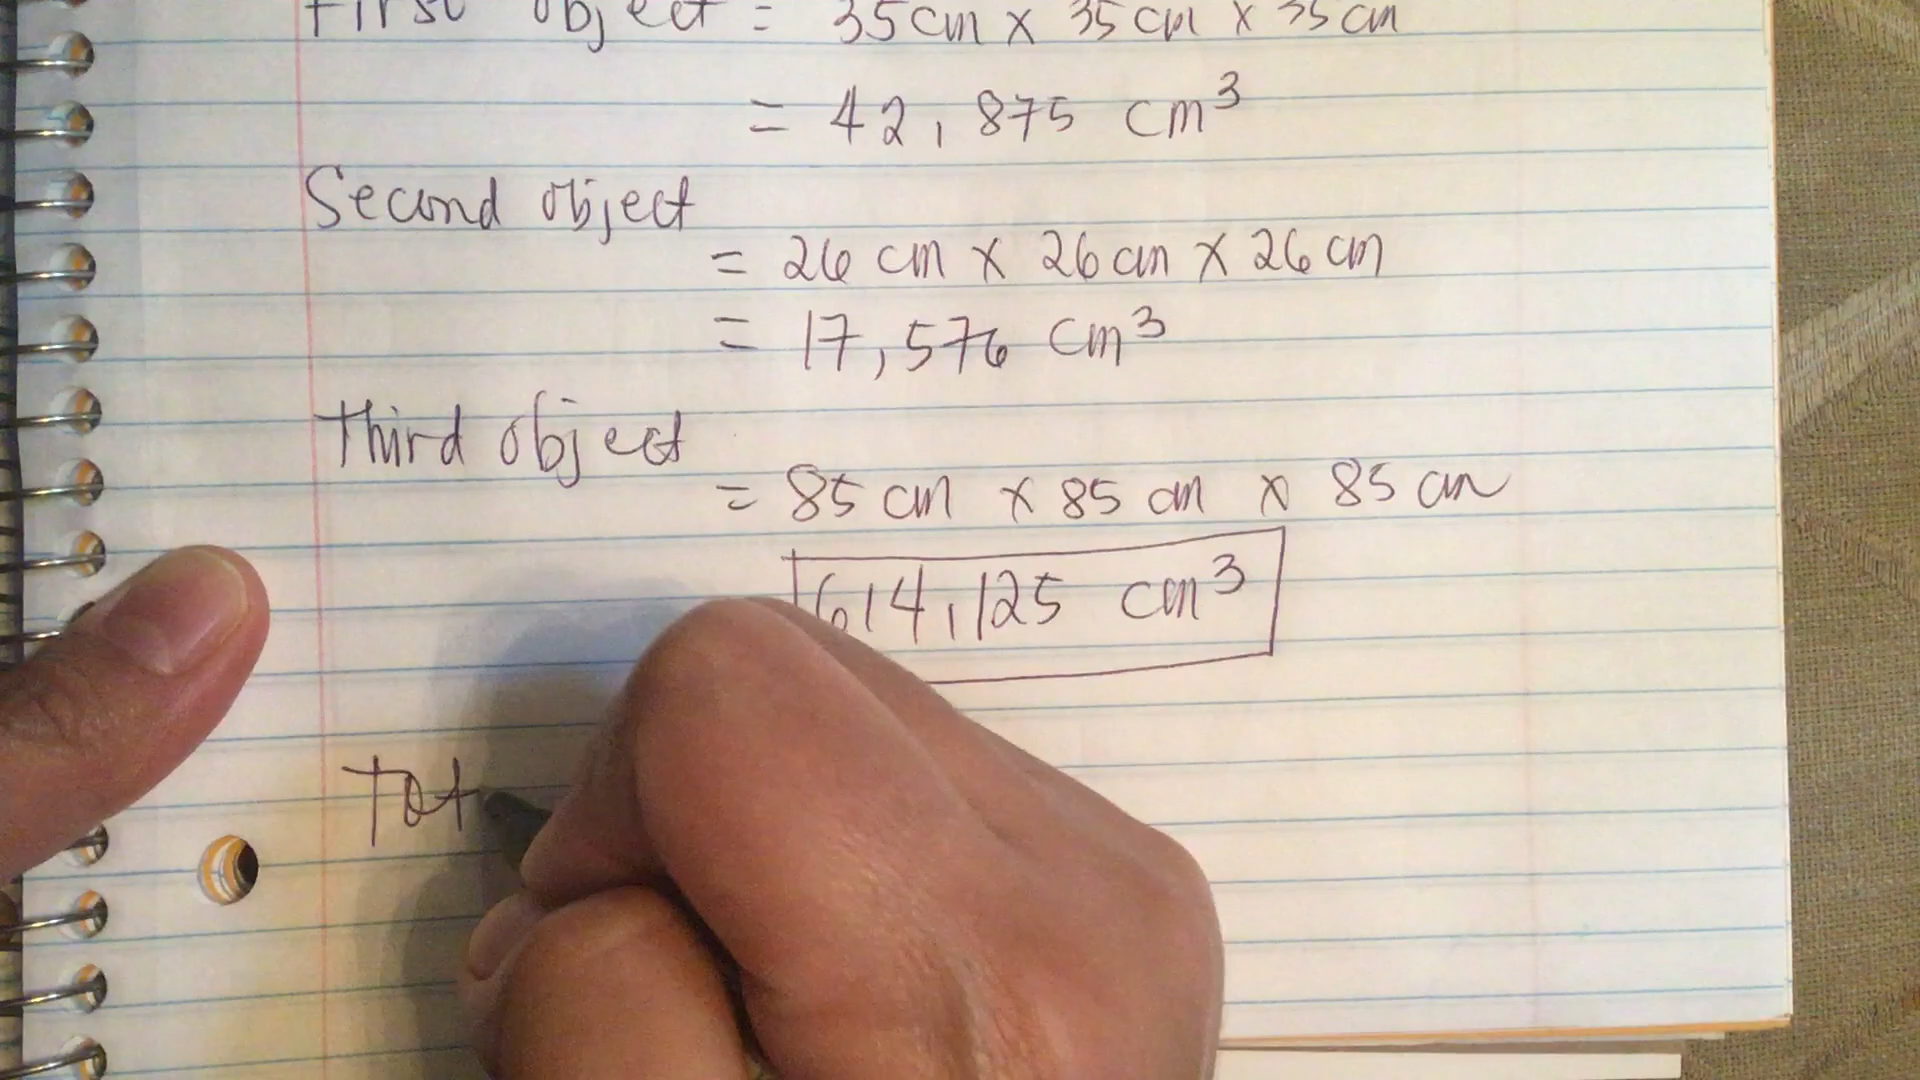 First object = 35 cm x 35 cm x 35 cm
= 42,875 cm³
Second object
= 26 cm x 26 cm x 26 cm
= 17,576 cm³
Third object
= 85 cm x 85 cm x 85 cm
614,125 cm³
Tot